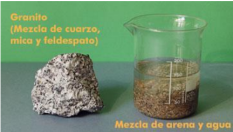 Granito
(Mezcla de cuarzo,
mica y feldespato)
Mezcla de arena y agua